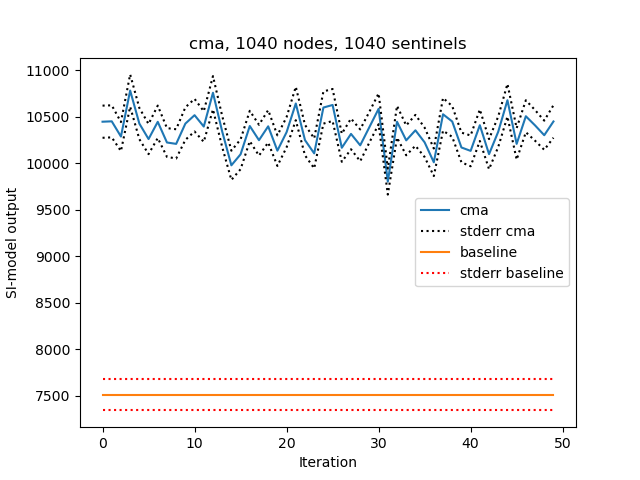 cma, 1040 nodes, 1040 sentinels
11000
10500
10000
9500
9000
8500
8000
7500
SI-model output
cma
stderr cma
baseline
stderr baseline
0 10 20 30 40 50
Iteration